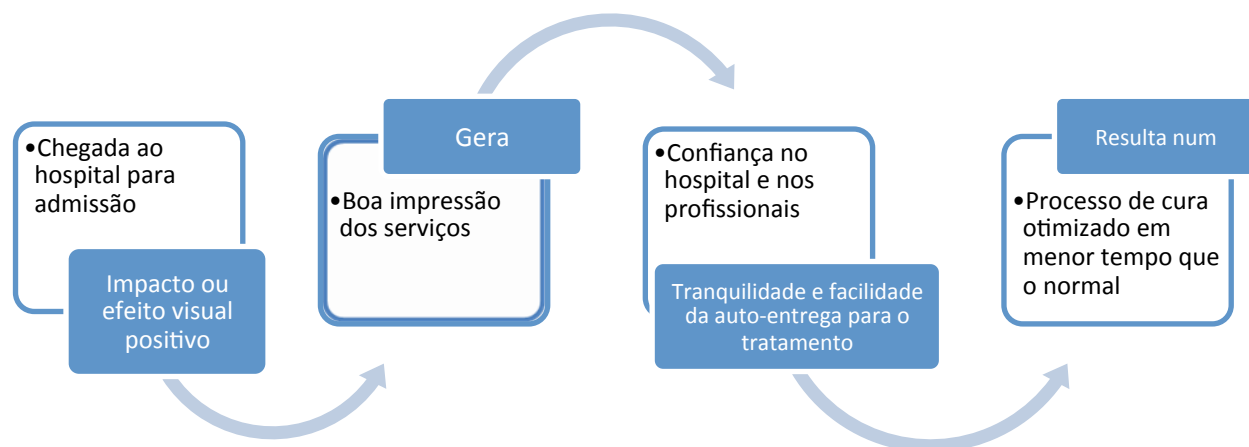 •Chegada ao
hospital para
admissão
Impacto ou
efeito visual
positivo
Gera
•Boa impressão
dos serviços
•Confiança no
hospital e nos
profissionais
Tranquilidade e facilidade
da auto-entrega para o
tratamento
Resulta num
•Processo de cura
otimizado em
menor tempo que
o normal